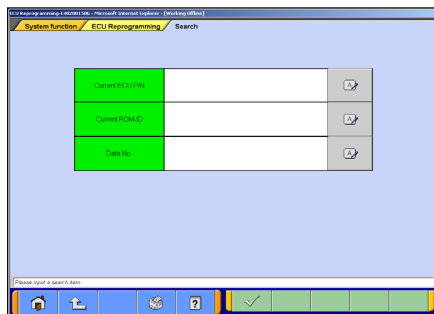 ECU Reprogramming-E402001506 - Microsoft Internet Explorer - [Working Offline]
System function ECU Reprogramming Search
Current ECU P/N
Current ROM-ID
Data No.
Please input a search item.